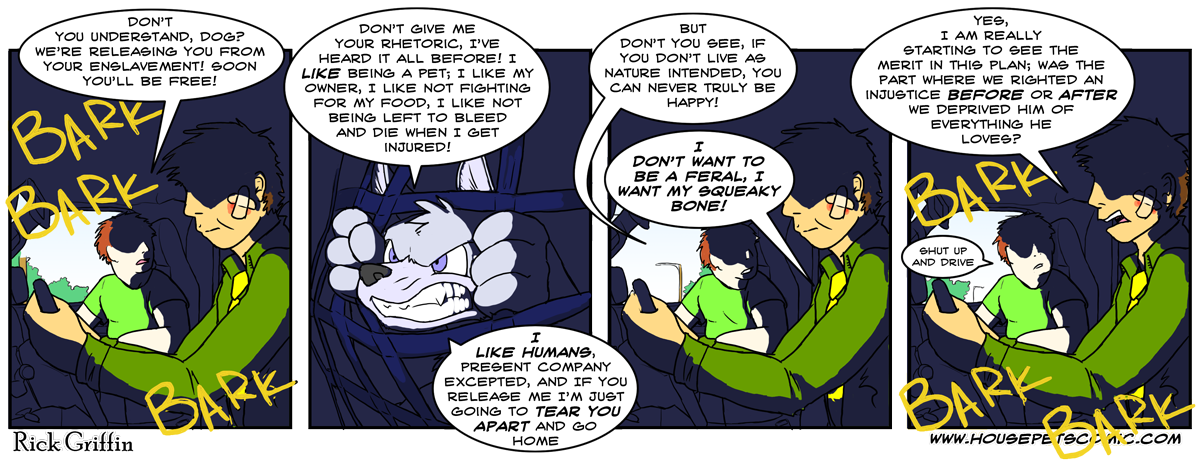 DON'T
YOU UNDERSTAND, DOG?
WE'RE RELEASING YOU FROM
YOUR ENSLAVEMENT! SOON
YOU'LL BE FREE!
BARK
BARK
BARK
Rick Griffin
DON'T GIVE ME
YOUR RHETORIC, I'VE
HEARD IT ALL BEFORE! I
LIKE BEING A PET; I LIKE MY
OWNER, I LIKE NOT FIGHTING
FOR MY FOOD, I LIKE NOT
BEING LEFT TO BLEED
AND DIE WHEN I GET
INJURED!
I
LIKE HUMANS,
PRESENT COMPANY
EXCEPTED, AND IF YOU
RELEASE ME I'M JUST
GOING TO TEAR YOU
APART AND GO
HOME
BUT
DON'T YOU SEE, IF
YOU DON'T LIVE AS
NATURE INTENDED, YOU
CAN NEVER TRULY BE
HAPPY!
I
DON'T WANT TO
BE A FERAL, I
WANT MY SQUEAKY
BONE!
YES,
I AM REALLY
STARTING TO SEE THE
MERIT IN THIS PLAN; WAS THE
PART WHERE WE RIGHTED AN
INJUSTICE BEFORE OR AFTER
WE DEPRIVED HIM OF
EVERYTHING HE
LOVES?
BARK
SHUT UP
AND DRIVE
BARK
BARK
WWW.HOUSEPETSCOMIC.COM